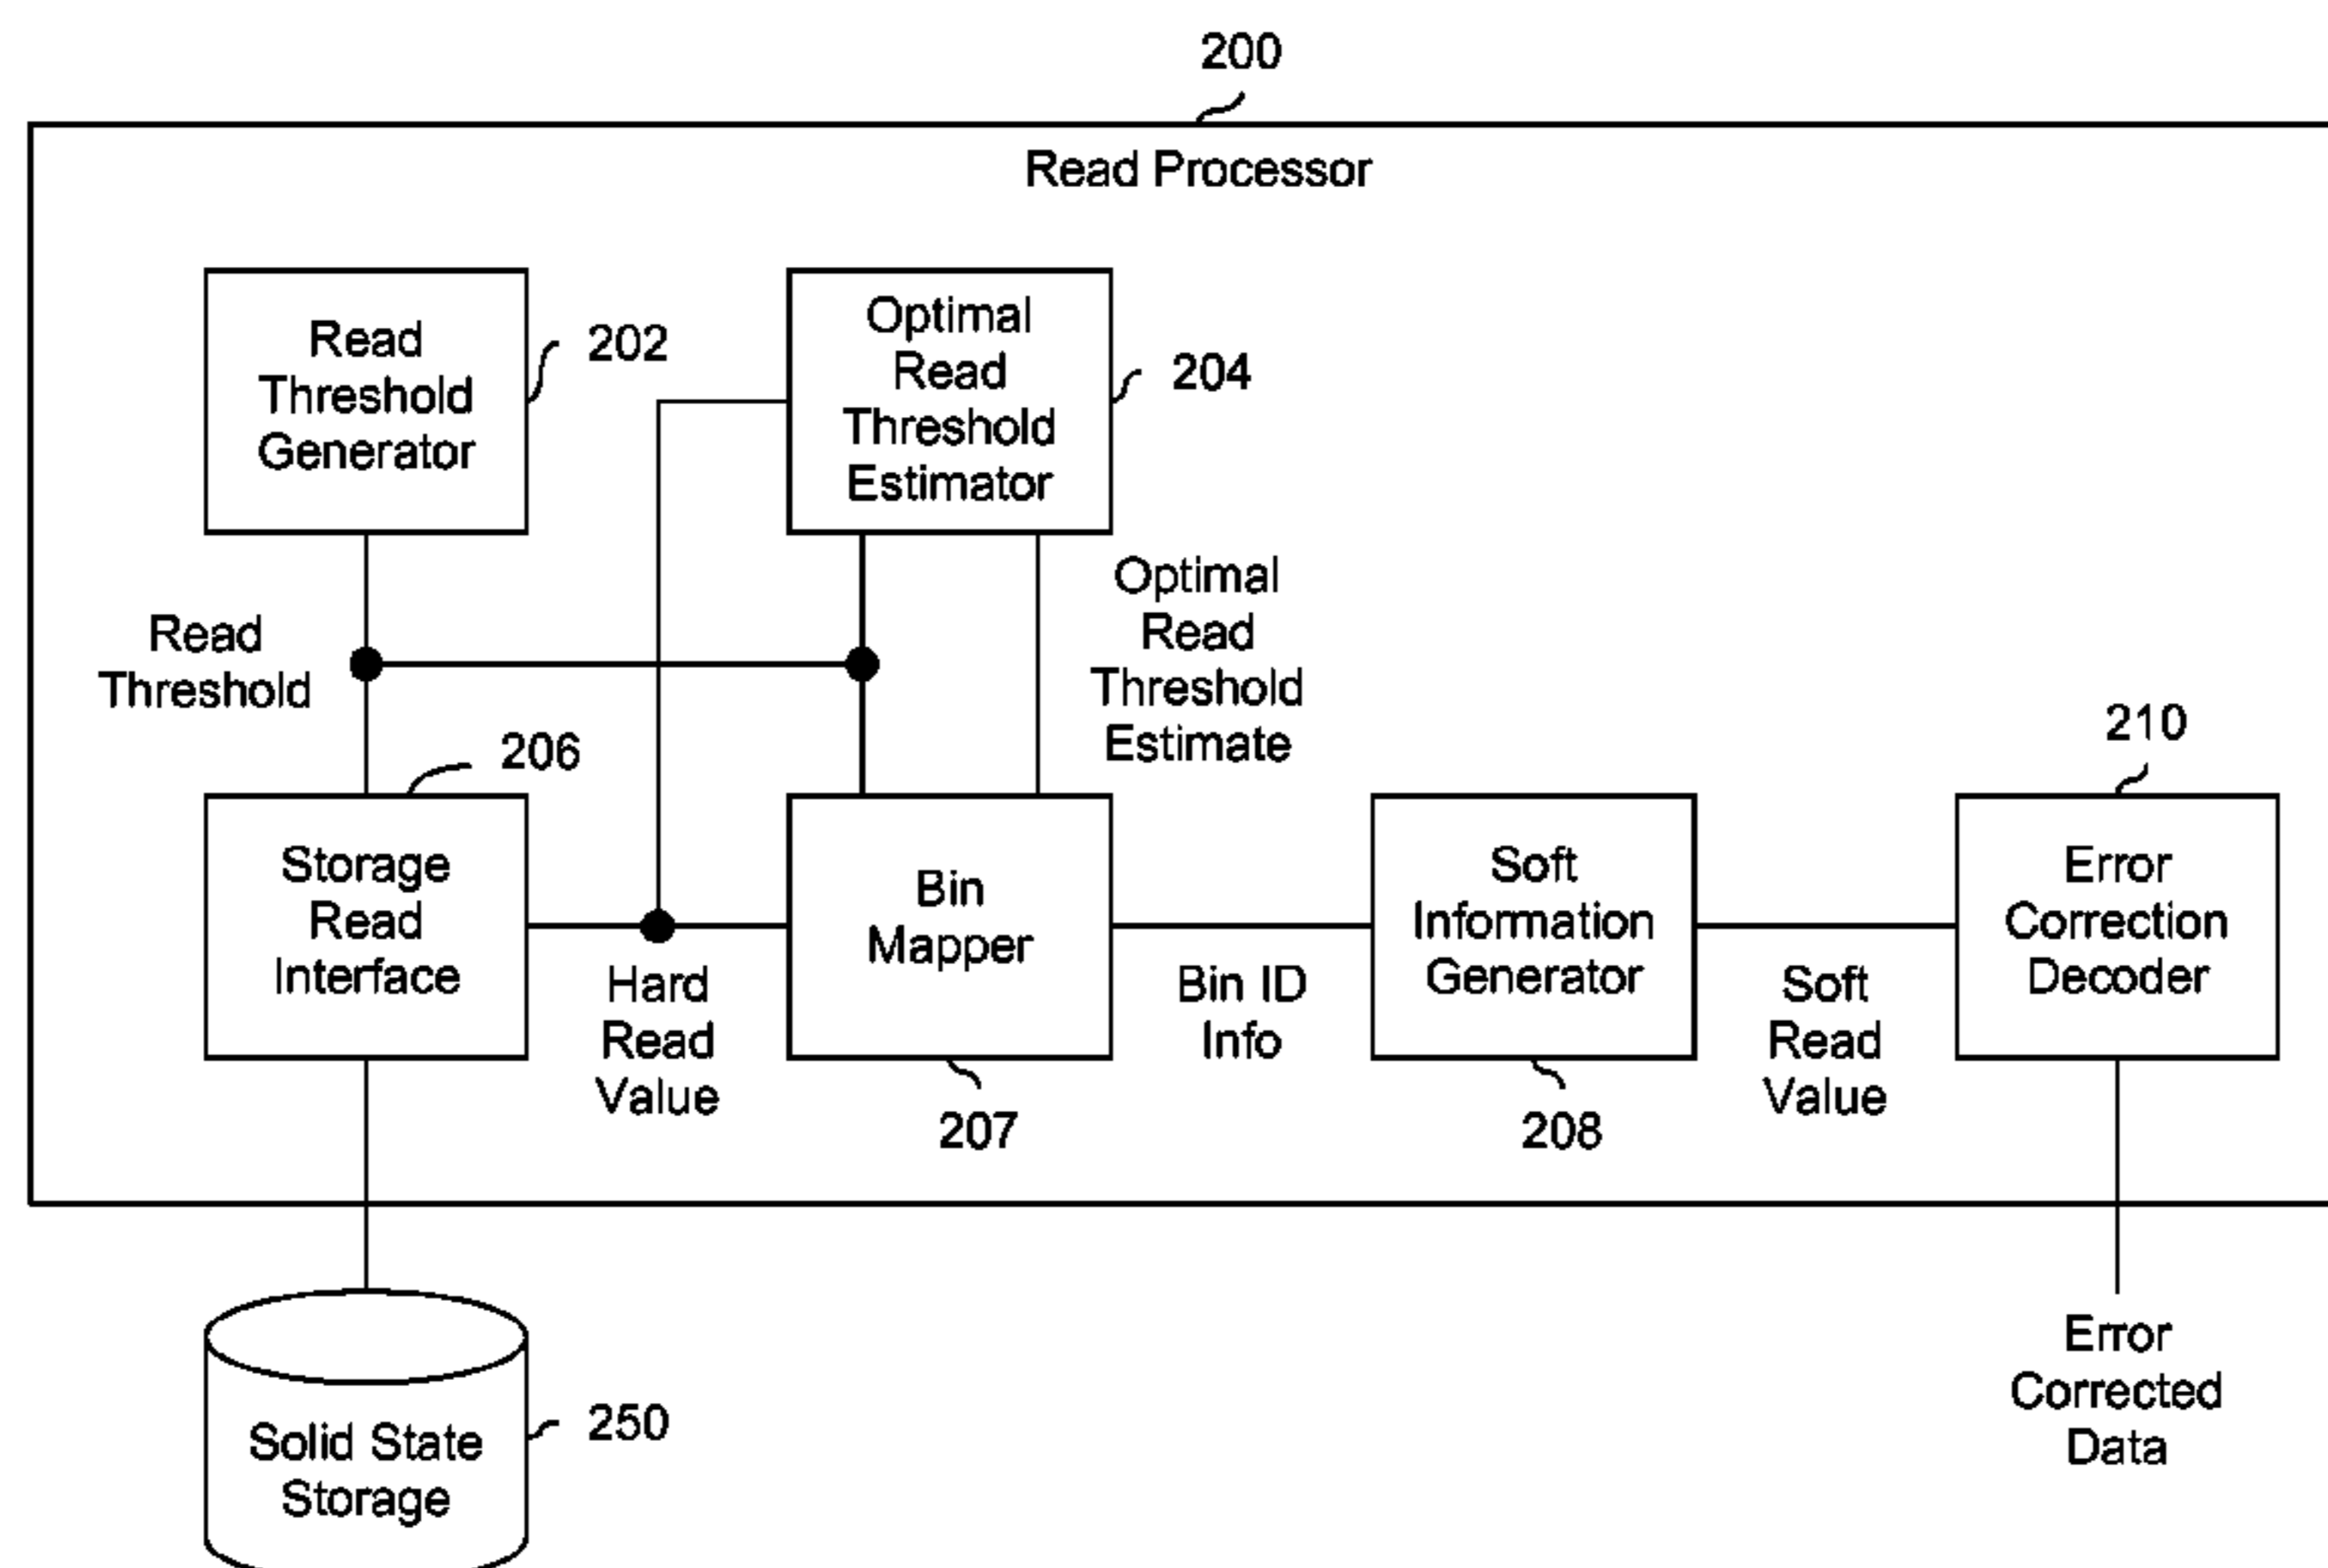 200
Read Processor
Read
Threshold
Generator
202
Optimal
Read
Threshold
Estimator
204
Read
Threshold
Optimal
Read
Threshold
Estimate
206
Storage
Read
Interface
Hard
Read
Value
Bin
Mapper
207
Bin ID
Info
Soft
Information
Generator
208
Soft
Read
Value
210
Error
Correction
Decoder
Solid State
Storage
250
Error
Corrected
Data